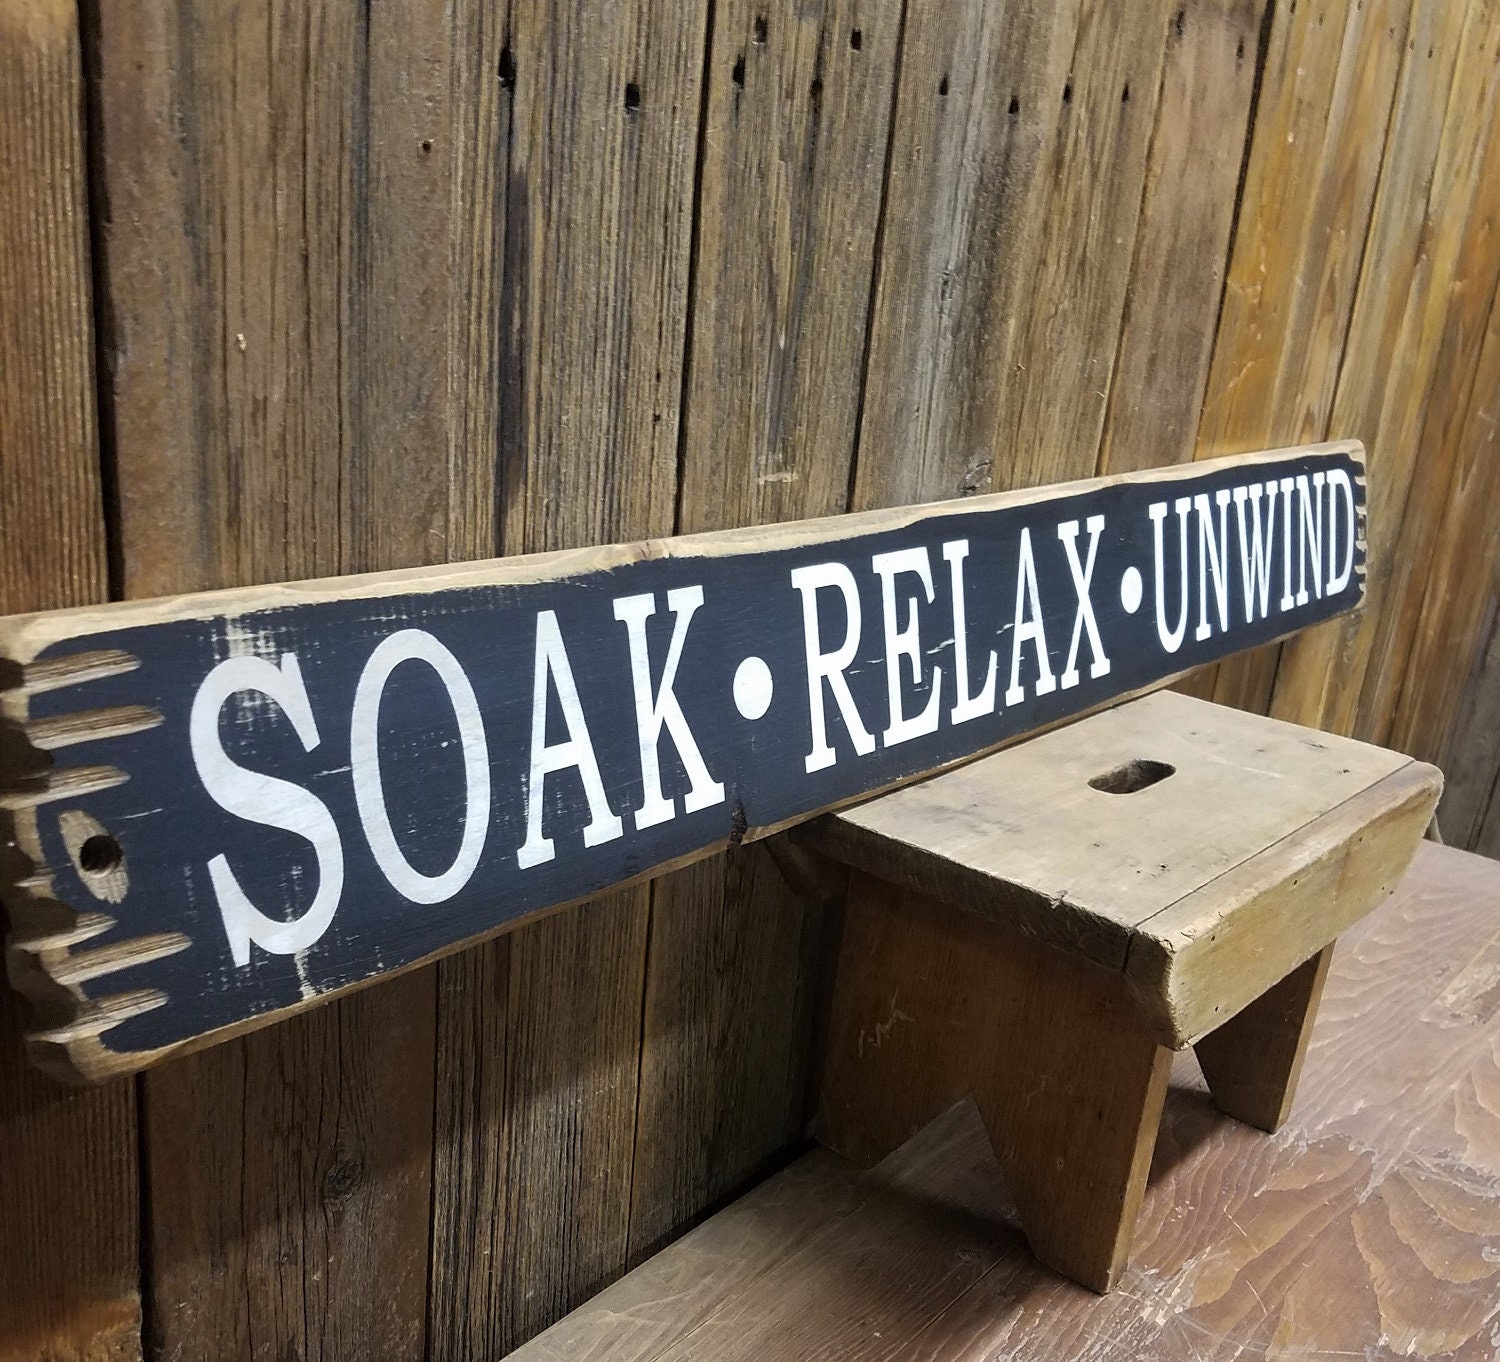 SOAK • RELAX • UNWIND